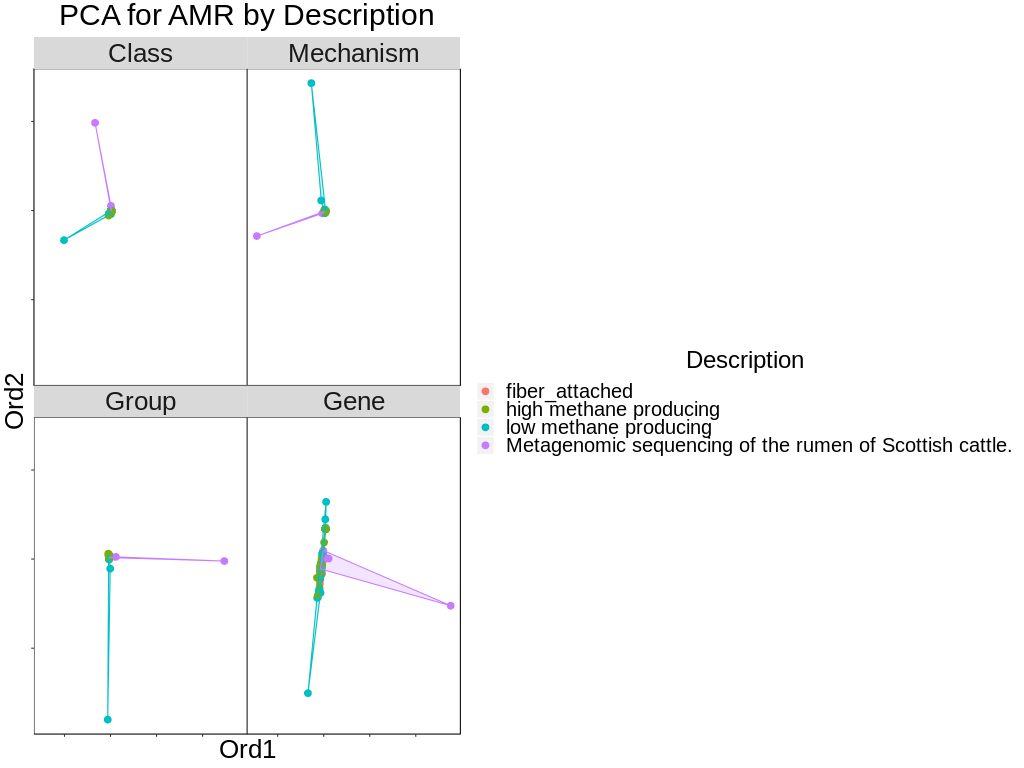 PCA for AMR by Description
Class
Mechanism
Group
Gene
Ord2
Ord1
Description
fiber_attached
high methane producing
low methane producing
Metagenomic sequencing of the rumen of Scottish cattle.